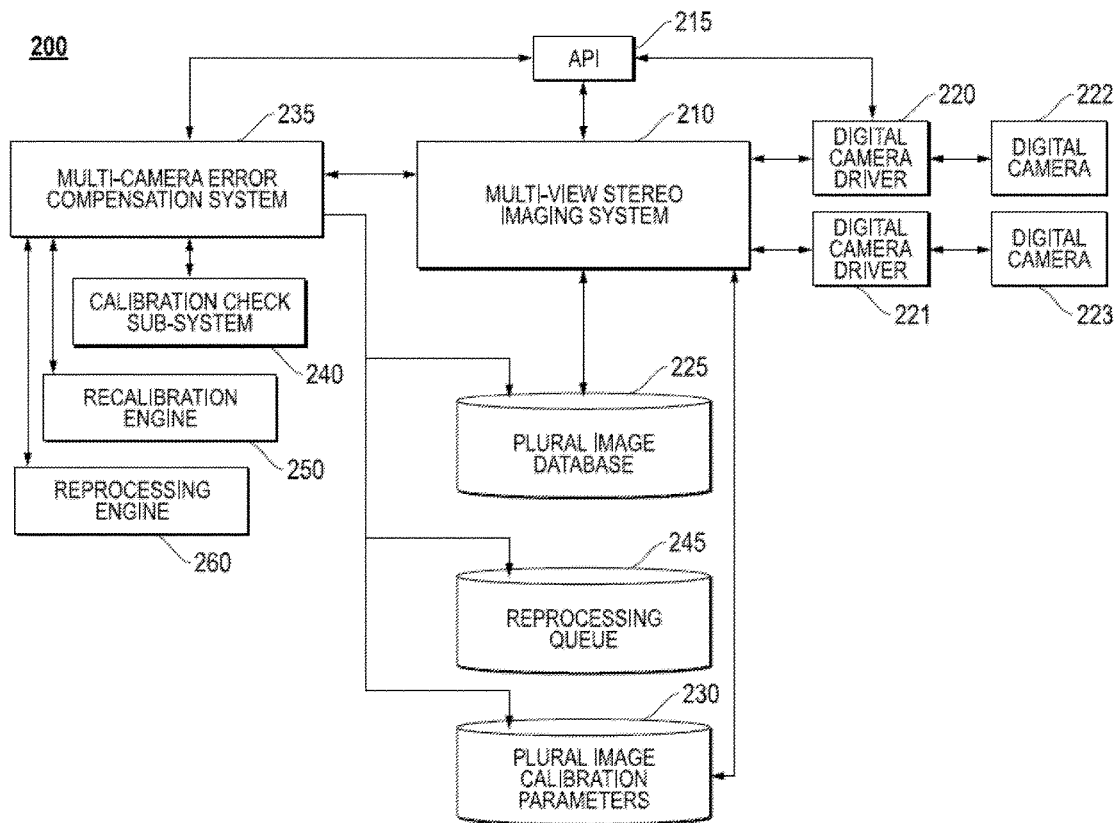 200
API
215
235
MULTI-CAMERA ERROR
COMPENSATION SYSTEM
210
MULTI-VIEW STEREO
IMAGING SYSTEM
220
DIGITAL
CAMERA
DRIVER
222
DIGITAL
CAMERA
DIGITAL
CAMERA
DRIVER
221
DIGITAL
CAMERA
223
CALIBRATION CHECK
SUB-SYSTEM
240
RECALIBRATION
ENGINE
250
REPROCESSING
ENGINE
260
225
PLURAL IMAGE
DATABASE
245
REPROCESSING
QUEUE
230
PLURAL IMAGE
CALIBRATION
PARAMETERS